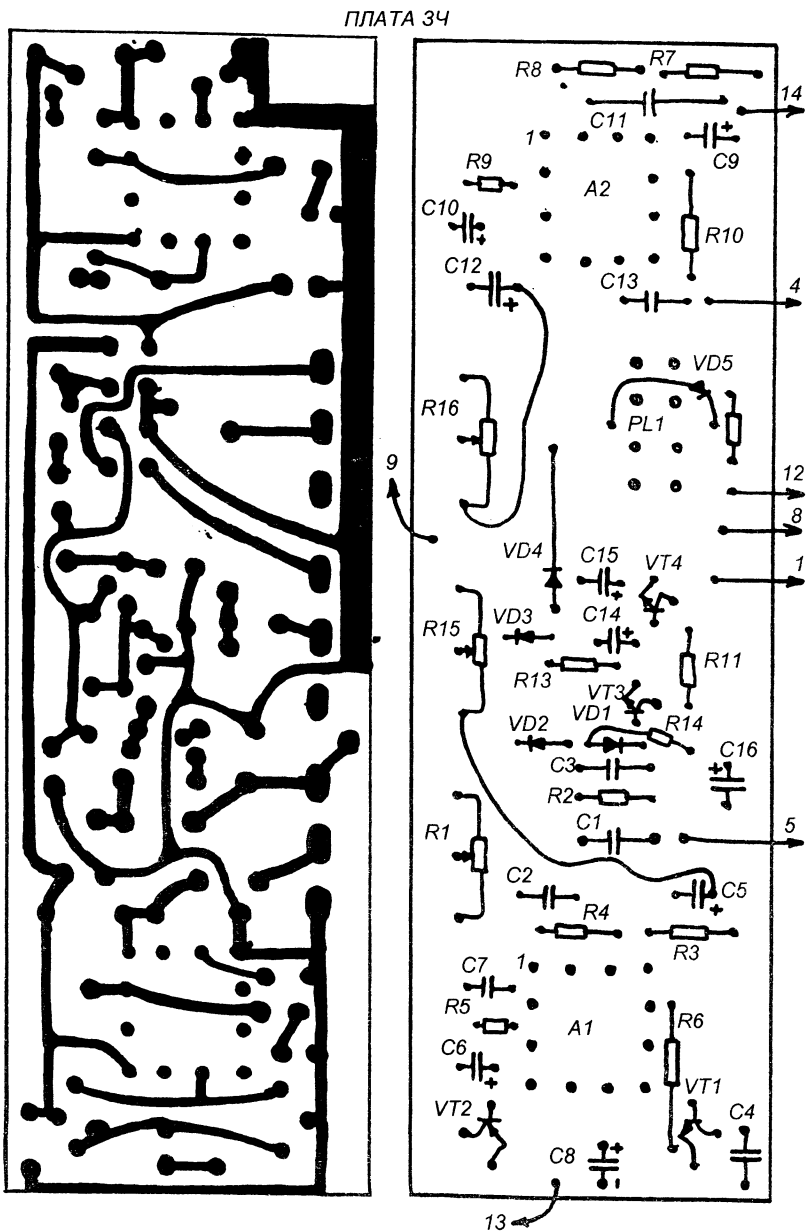 ПЛАТА ЗЧ
R8 R7
14
C11
1
C9
R9
A2
C10
R10
C12 C13
4
VD5
R16
PL1
9
12
8
VD4 C15 VT4
1
VD3 C14
R15
R13 R11
VT3
VD2 VD1 R14
C3 C16
R2
R1 C1
5
C2 C5
R4
R3
C7 1
R5 R6
A1
C6
VT2 VT1 C4
C8
13